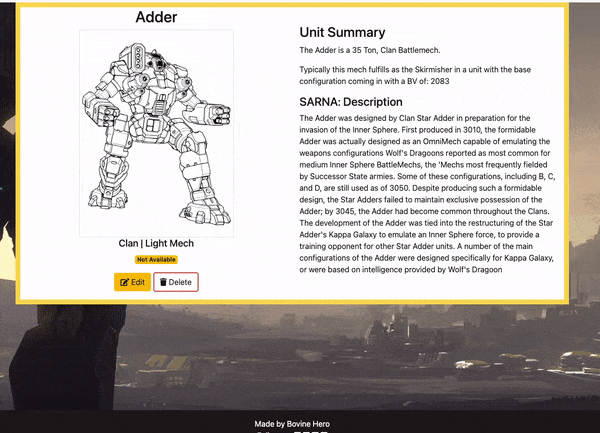 Adder
Clan | Light Mech
Not Available
Edit
Delete
Unit Summary
The Adder is a 35 Ton, Clan Battlemech.
Typically this mech fulfills as the Skirmisher in a unit with the base
configuration coming in with a BV of: 2083
SARNA: Description
The Adder was designed by Clan Star Adder in preparation for the
invasion of the Inner Sphere. First produced in 3010, the formidable
Adder was actually designed as an OmniMech capable of emulating the
weapons configurations Wolf's Dragoons reported as most common for
medium Inner Sphere BattleMechs, the 'Mechs most frequently fielded
by Successor State armies. Some of these configurations, including B, C,
and D, are still used as of 3050. Despite producing such a formidable
design, the Star Adders failed to maintain exclusive possession of the
Adder; by 3045, the Adder had become common throughout the Clans.
The development of the Adder was tied into the restructuring of the Star
Adder's Kappa Galaxy to emulate an Inner Sphere force, to provide a
training opponent for other Star Adder units. A number of the main
configurations of the Adder were designed specifically for Kappa Galaxy,
or were based on intelligence provided by Wolf's Dragoon
Made by Bovine Hero